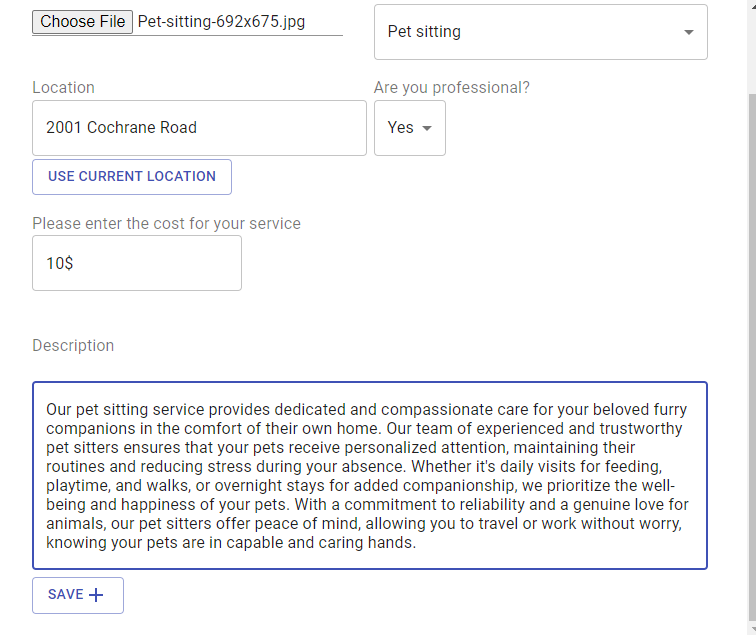 Choose File Pet-sitting-692x675.jpg
Pet sitting
Location
Are you professional?
2001 Cochrane Road
Yes
USE CURRENT LOCATION
Please enter the cost for your service
10$
Description
Our pet sitting service provides dedicated and compassionate care for your beloved furry
companions in the comfort of their own home. Our team of experienced and trustworthy
pet sitters ensures that your pets receive personalized attention, maintaining their
routines and reducing stress during your absence. Whether it's daily visits for feeding,
playtime, and walks, or overnight stays for added companionship, we prioritize the well-
being and happiness of your pets. With a commitment to reliability and a genuine love for
animals, our pet sitters offer peace of mind, allowing you to travel or work without worry,
knowing your pets are in capable and caring hands.
SAVE +